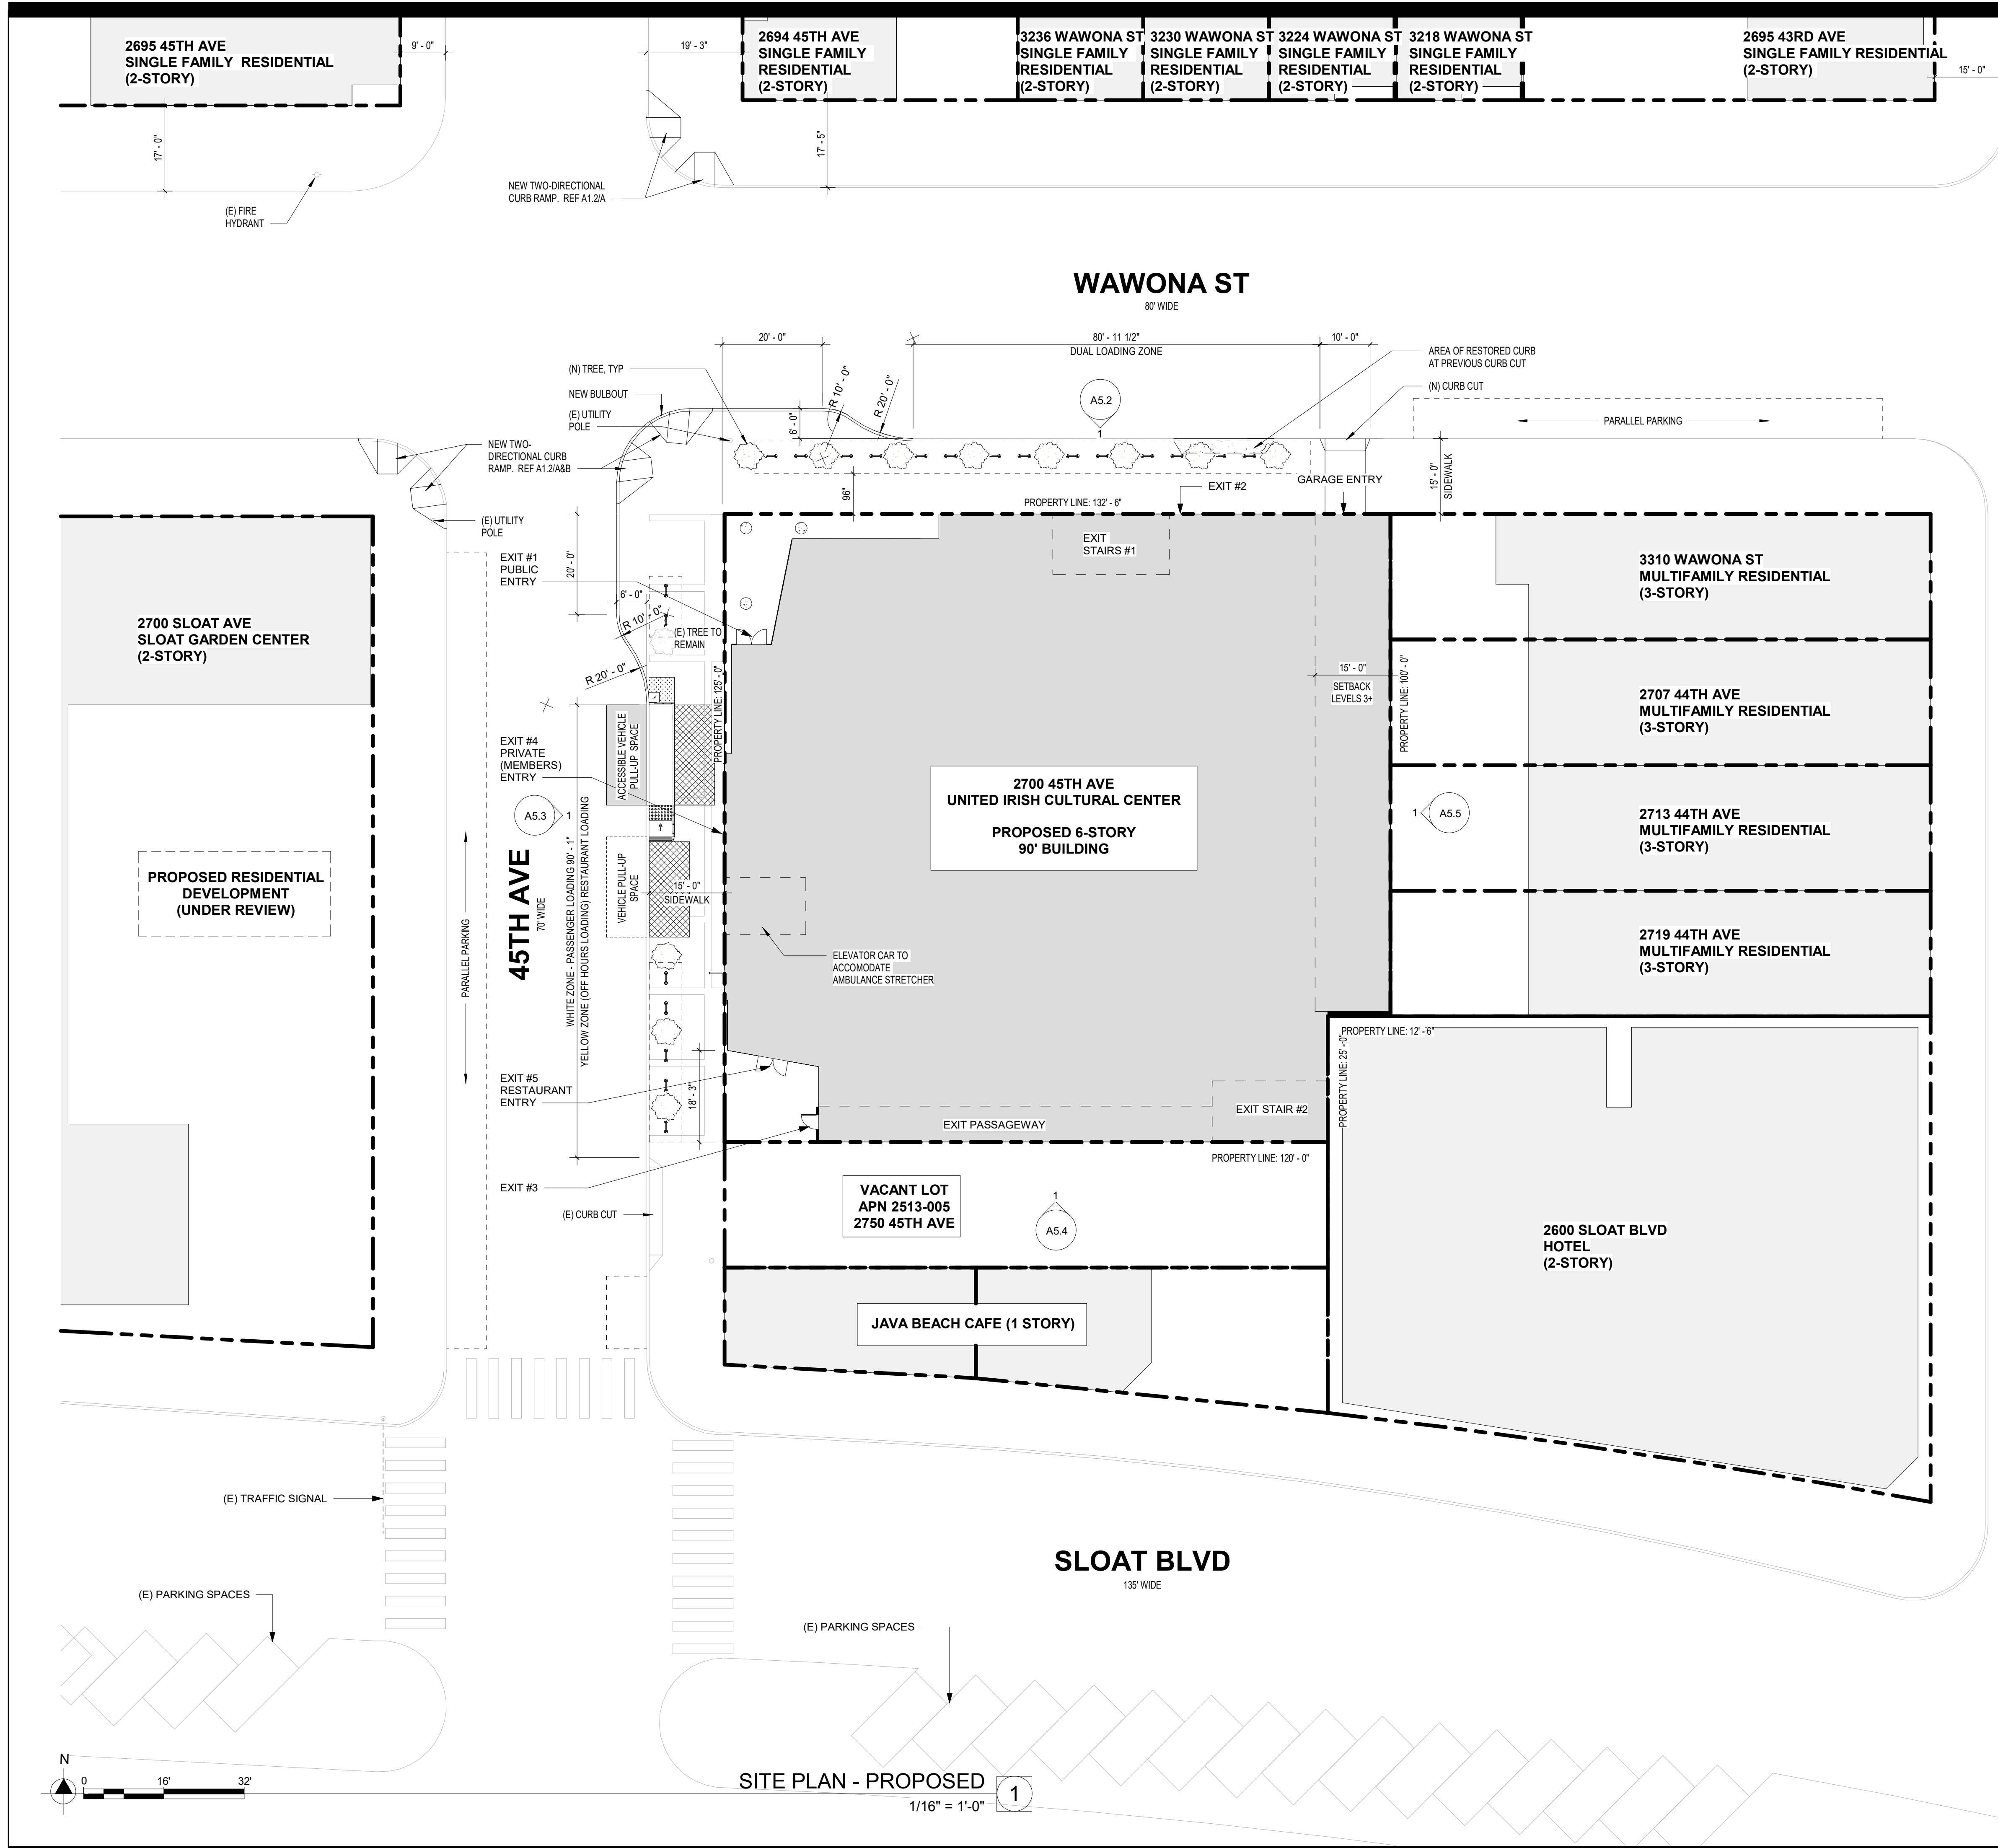 2695 45TH AVE
SINGLE FAMILY RESIDENTIAL
(2-STORY)
9' - 0"
19' - 3"
2694 45TH AVE
SINGLE FAMILY
RESIDENTIAL
(2-STORY)
3236 WAWONA ST
SINGLE FAMILY
RESIDENTIAL
(2-STORY)
3230 WAWONA ST
SINGLE FAMILY
RESIDENTIAL
(2-STORY)
3224 WAWONA ST
SINGLE FAMILY
RESIDENTIAL
(2-STORY)
3218 WAWONA ST
SINGLE FAMILY
RESIDENTIAL
(2-STORY)
2695 43RD AVE
SINGLE FAMILY RESIDENTIAL
(2-STORY)
15' - 0"
17' - 0"
17' - 5"
(E) FIRE
HYDRANT
NEW TWO-DIRECTIONAL
CURB RAMP. REF A1.2/A
WAWONA ST
80' WIDE
20' - 0"
80' - 11 1/2"
DUAL LOADING ZONE
10' - 0"
(N) TREE, TYP
NEW BULBOUT
(E) UTILITY
POLE
R 10' - 0"
R 20' - 0"
6' - 0"
A5.2
1
AREA OF RESTORED CURB
AT PREVIOUS CURB CUT
(N) CURB CUT
PARALLEL PARKING
NEW TWO-
DIRECTIONAL CURB
RAMP. REF A1.2/A&B
(E) UTILITY
POLE
96"
EXIT #2
GARAGE ENTRY
15' - 0"
SIDEWALK
PROPERTY LINE: 132' - 6"
EXIT
STAIRS #1
EXIT #1
PUBLIC
ENTRY
20' - 0"
6' - 0"
R 10' - 0"
R 20' - 0"
(E) TREE TO
REMAIN
PROPERTY LINE: 125' - 0"
2700 SLOAT AVE
SLOAT GARDEN CENTER
(2-STORY)
3310 WAWONA ST
MULTIFAMILY RESIDENTIAL
(3-STORY)
15' - 0"
SETBACK
LEVELS 3+
PROPERTY LINE: 100' - 0"
2707 44TH AVE
MULTIFAMILY RESIDENTIAL
(3-STORY)
EXIT #4
PRIVATE
(MEMBERS)
ENTRY
ACCESSIBLE VEHICLE
PULL-UP SPACE
A5.3
1
2700 45TH AVE
UNITED IRISH CULTURAL CENTER
PROPOSED 6-STORY
90' BUILDING
1
A5.5
2713 44TH AVE
MULTIFAMILY RESIDENTIAL
(3-STORY)
PROPOSED RESIDENTIAL
DEVELOPMENT
(UNDER REVIEW)
PARALLEL PARKING
45TH AVE
70' WIDE
WHITE ZONE - PASSENGER LOADING 90' - 1"
YELLOW ZONE (OFF HOURS LOADING) RESTAURANT LOADING
VEHICLE PULL-UP
SPACE
15' - 0"
SIDEWALK
ELEVATOR CAR TO
ACCOMODATE
AMBULANCE STRETCHER
2719 44TH AVE
MULTIFAMILY RESIDENTIAL
(3-STORY)
PROPERTY LINE: 12' - 6"
PROPERTY LINE: 25' - 0"
EXIT #5
RESTAURANT
ENTRY
18' - 3"
EXIT STAIR #2
EXIT PASSAGEWAY
PROPERTY LINE: 120' - 0"
EXIT #3
(E) CURB CUT
VACANT LOT
APN 2513-005
2750 45TH AVE
1
A5.4
2600 SLOAT BLVD
HOTEL
(2-STORY)
JAVA BEACH CAFE (1 STORY)
(E) TRAFFIC SIGNAL
SLOAT BLVD
135' WIDE
(E) PARKING SPACES
(E) PARKING SPACES
N
0
16'
32'
SITE PLAN - PROPOSED
1
1/16" = 1'-0"